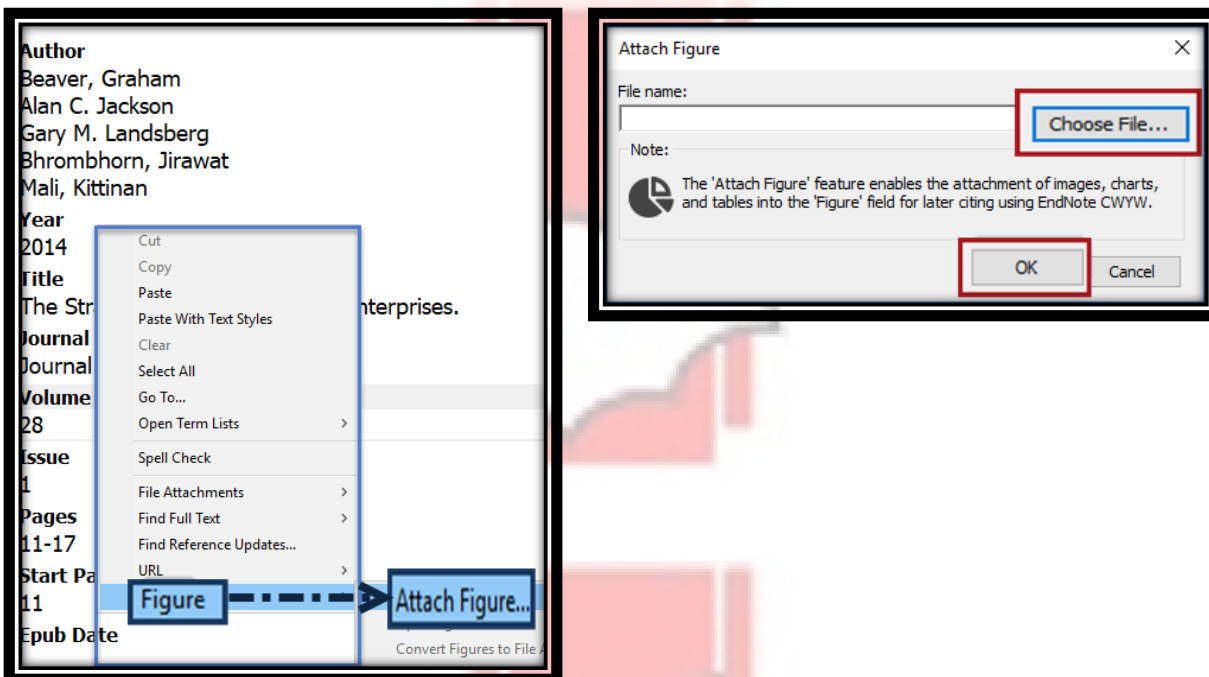 Author
Beaver, Graham
Alan C. Jackson
Gary M. Landsberg
Bhrombhorn, Jirawat
Mali, Kittinan
Year
2014
Title
The Str nterprises.
Journal
Journal
Volume
28
Issue
1
Pages
11-17
Start Pa
11
Epub Date
Cut
Copy
Paste
Paste With Text Styles
Clear
Select All
Go To...
Open Term Lists >
Spell Check
File Attachments >
Find Full Text >
Find Reference Updates...
URL >
Figure
Attach Figure...
Convert Figures to File A
Attach Figure
File name:
Choose File...
Note:
The 'Attach Figure' feature enables the attachment of images, charts,
and tables into the 'Figure' field for later citing using EndNote CWYW.
OK
Cancel